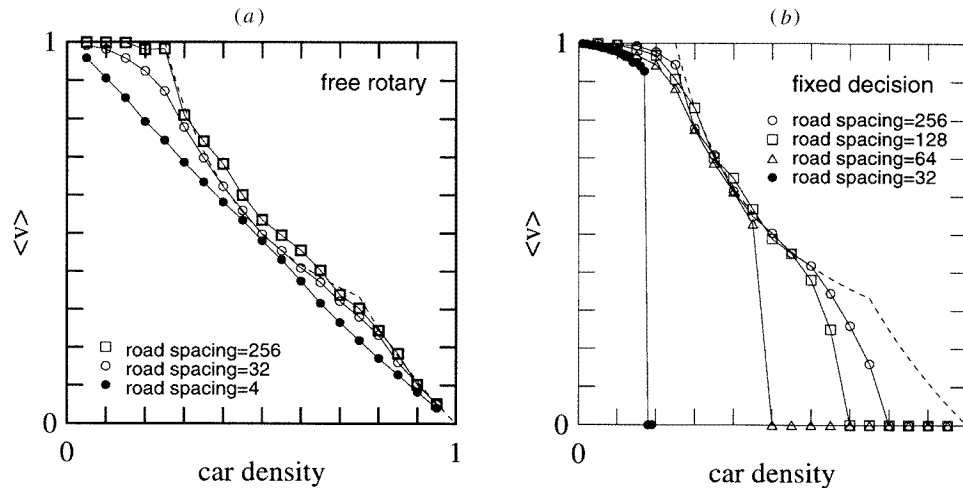 (a)
1
free rotary
<v>
road spacing=256
road spacing=32
road spacing=4
0
0
1
car density
(b)
1
fixed decision
road spacing=256
road spacing=128
road spacing=64
road spacing=32
<v>
0
0
1
car density